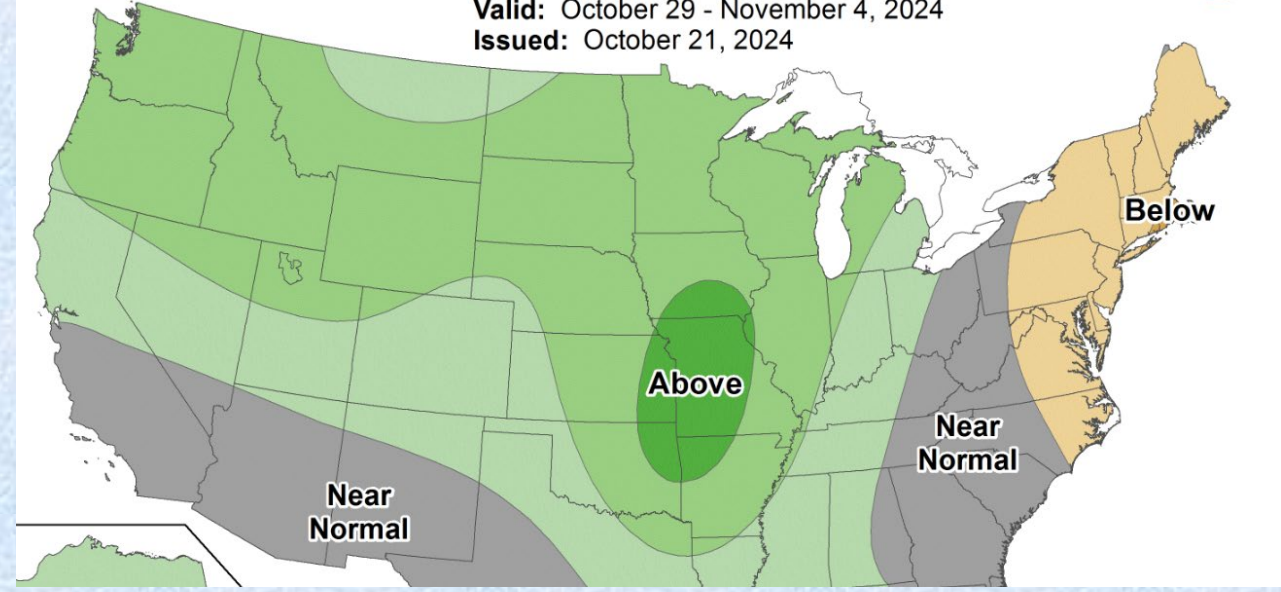 Valid: October 29 - November 4, 2024
Issued: October 21, 2024
Below
Above
Near
Normal
Near
Normal